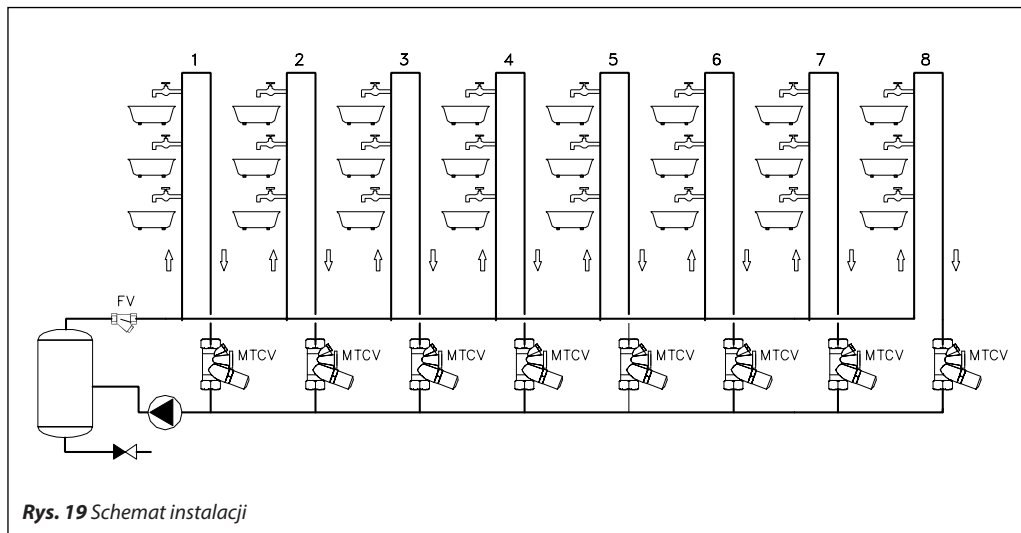 1 2 3 4 5 6 7 8
FV
MTCV MTCV MTCV MTCV MTCV MTCV MTCV MTCV
Rys. 19 Schemat instalacji